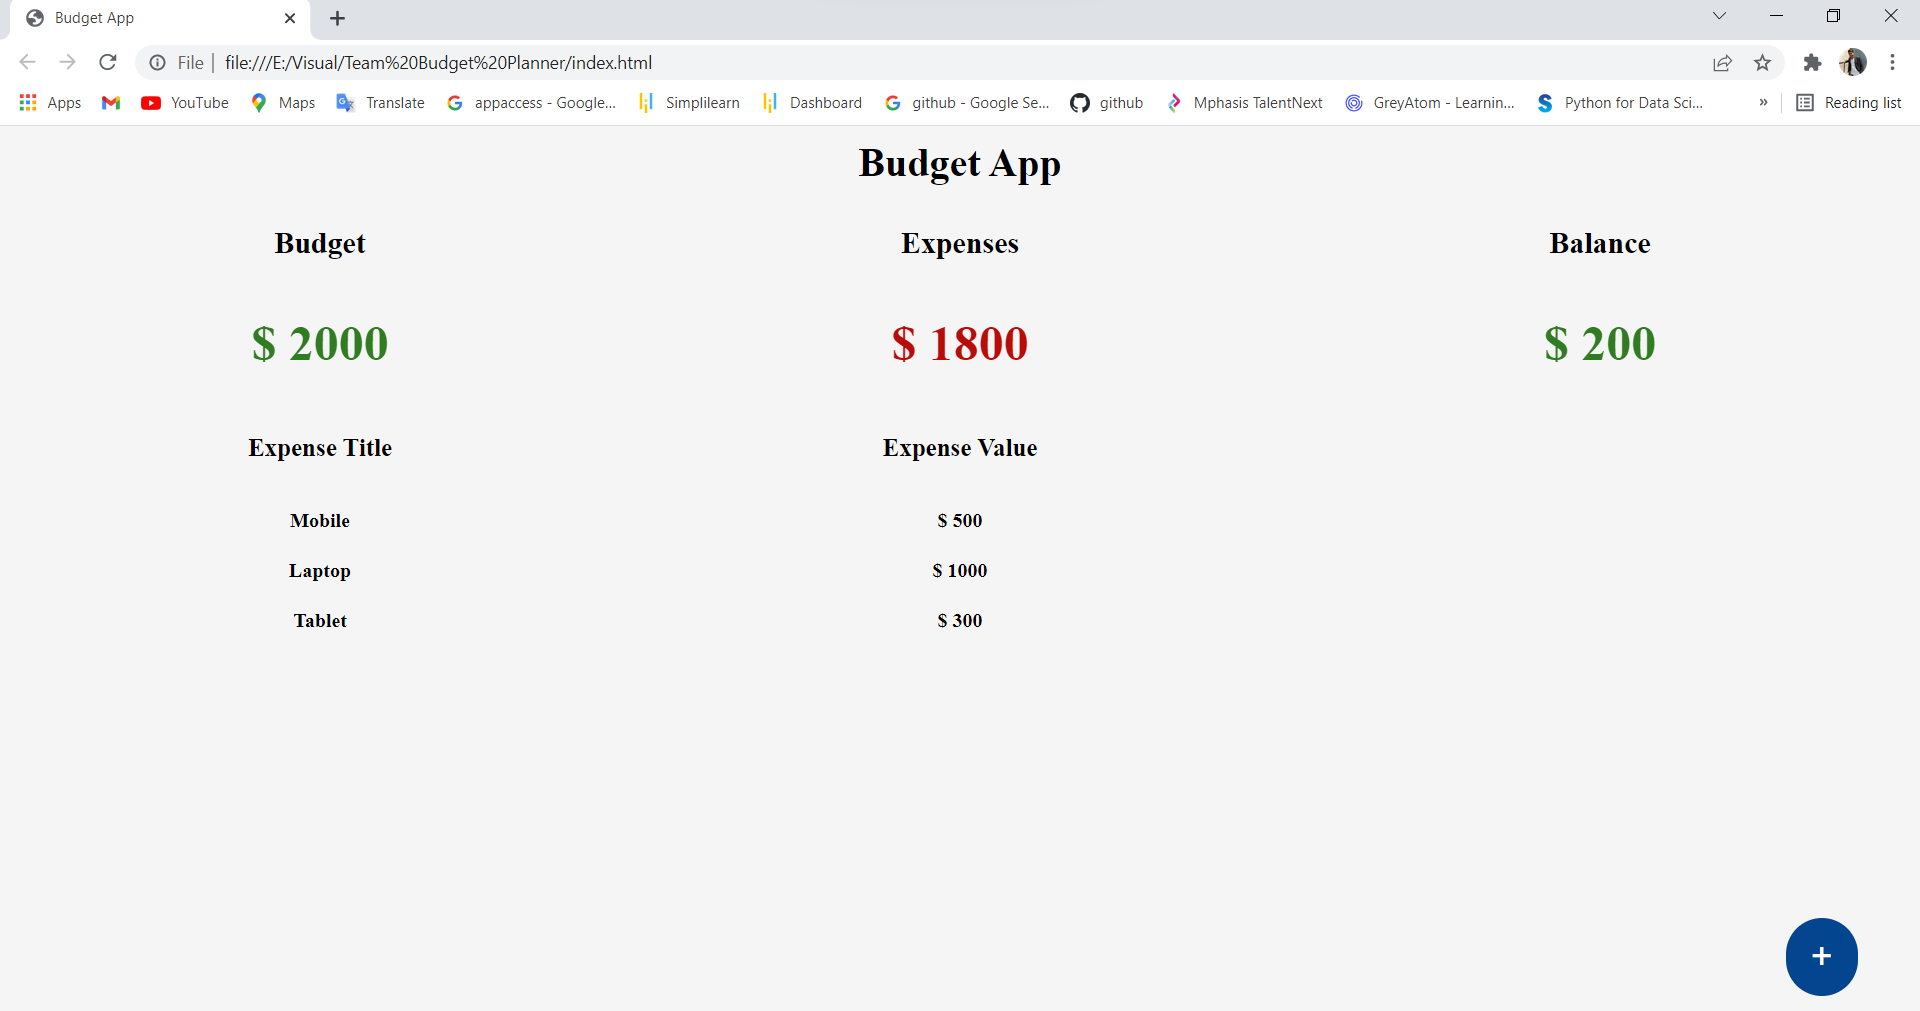 Budget App
File | file:///E:/Visual/Team%20Budget%20Planner/index.html
Apps YouTube Maps Translate appaccess - Google... Simplilearn Dashboard github - Google Se... github Mphasis TalentNext GreyAtom - Learnin... Python for Data Sci... » Reading list
Budget App
Budget Expenses Balance
$ 2000 $ 1800 $ 200
Expense Title Expense Value
Mobile $ 500
Laptop $ 1000
Tablet $ 300
+